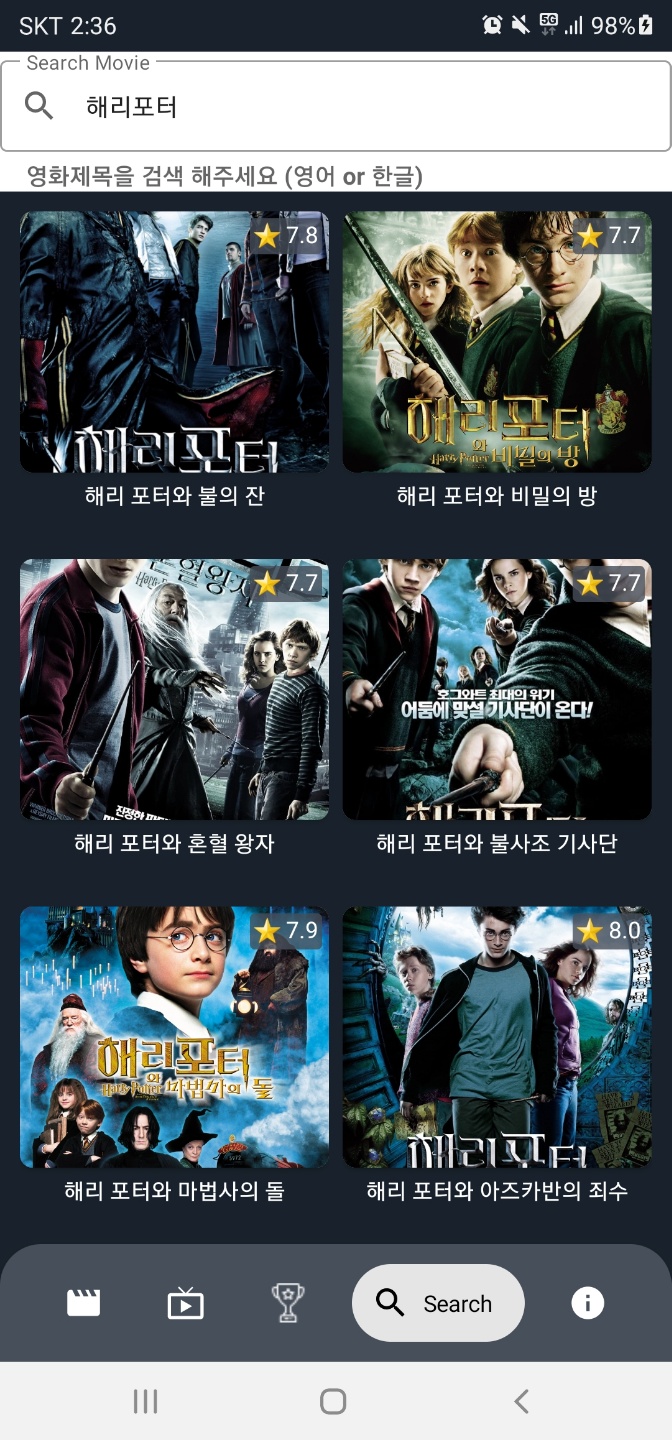 SKT 2:36 5G 98%
Search Movie
해리포터
영화제목을 검색 해주세요 (영어 or 한글)
7.8
7.7
해리포터
해리포터
와
Harry Potter 비밀의 방
해리 포터와 불의 잔
해리 포터와 비밀의 방
7.7
7.7
호그와트 최대의 위기
어둠에 맞설 기사단이 온다!
해리 포터와 혼혈 왕자
해리 포터와 불사조 기사단
7.9
8.0
해리포터
와
Harry Potter 마법사의 돌
해리포터
해리 포터와 마법사의 돌
해리 포터와 아즈카반의 죄수
Search